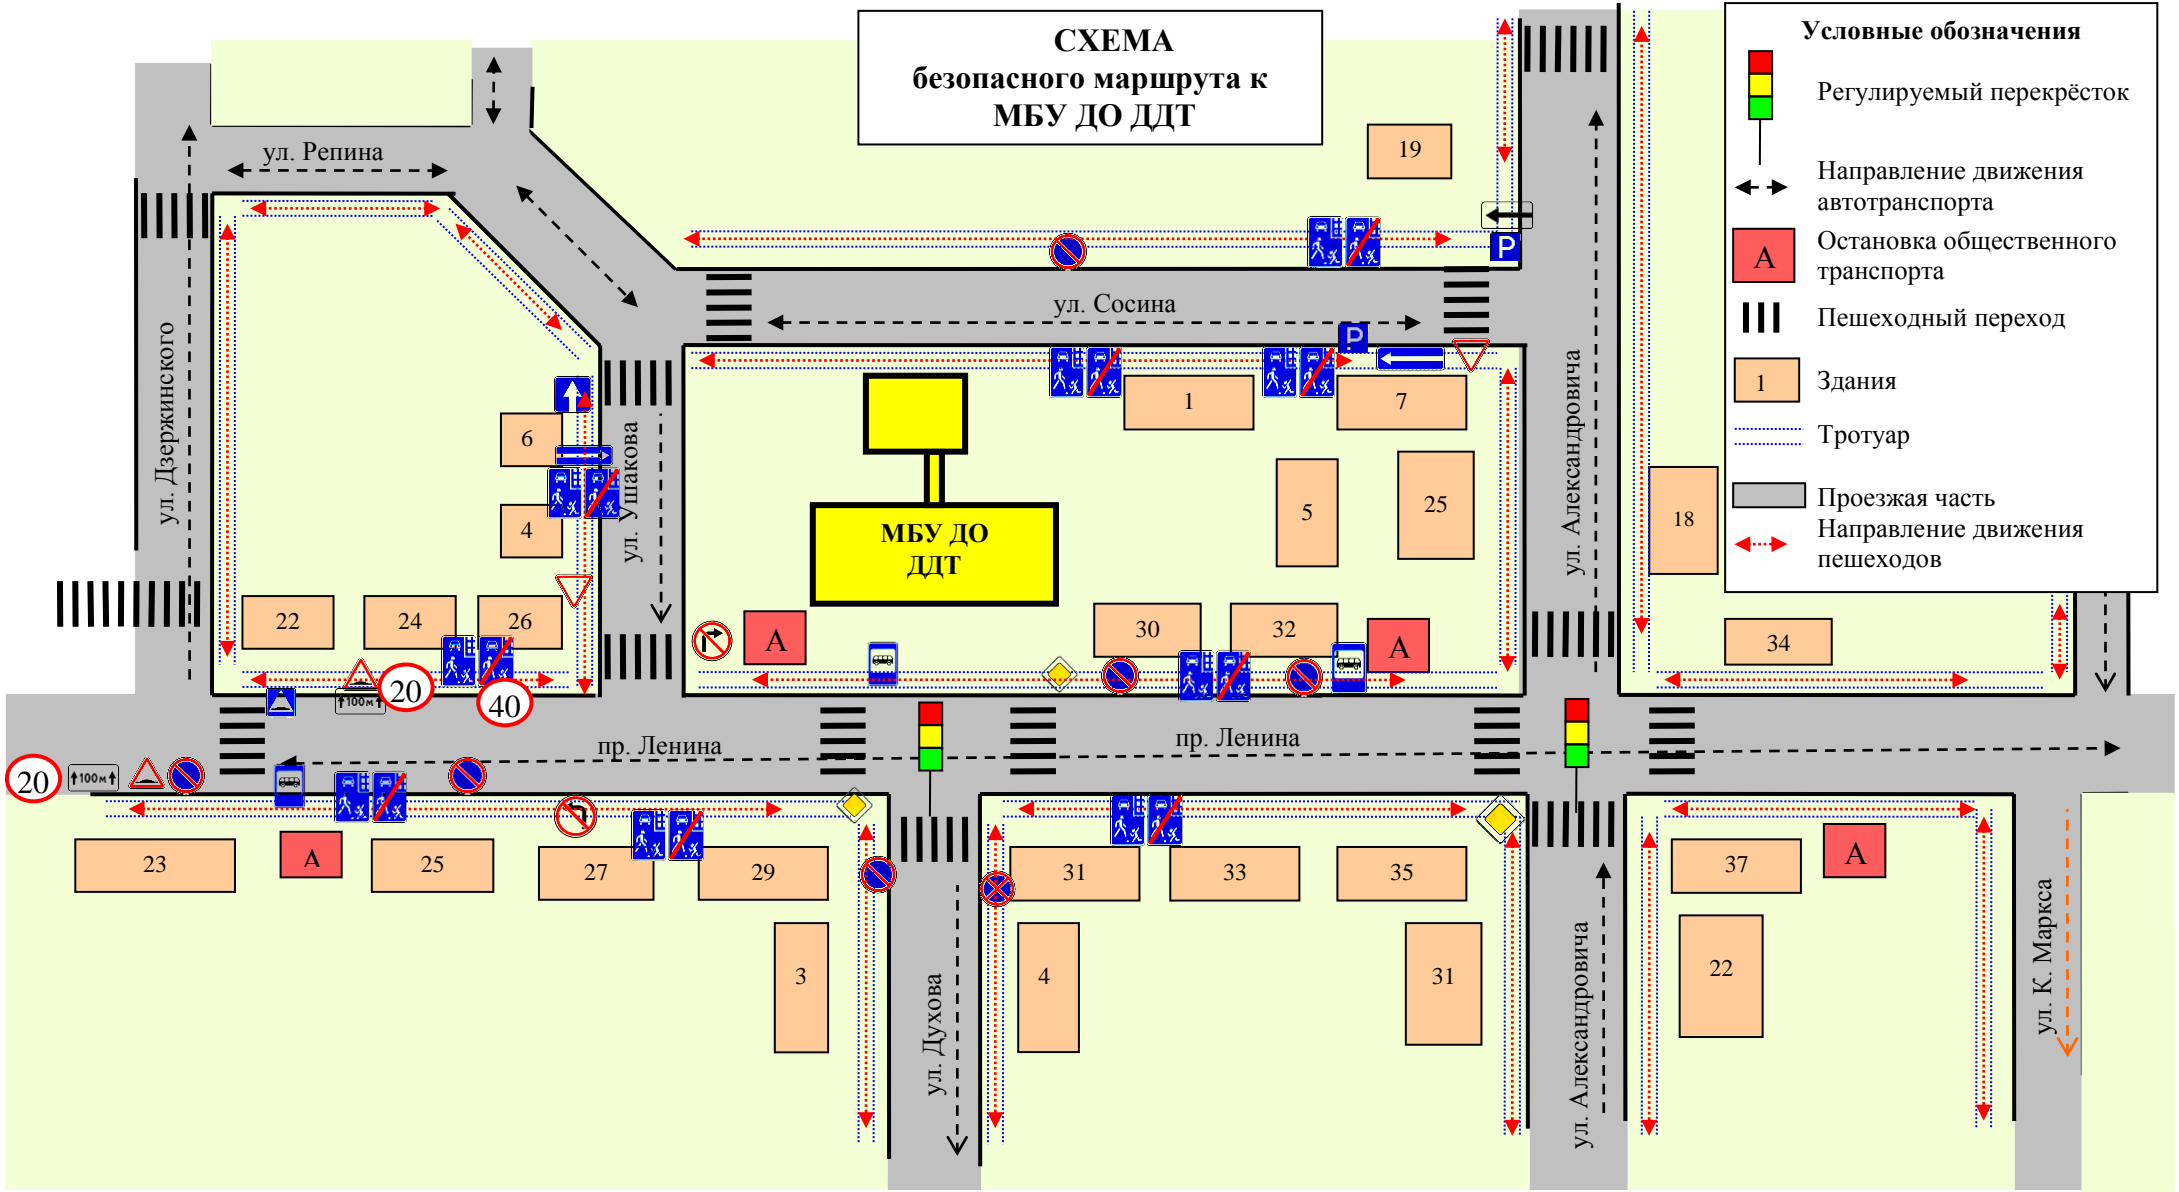 СХЕМА
безопасного маршрута к
МБУ ДО ДДТ
Условные обозначения
Регулируемый перекрёсток
Направление движения
автотранспорта
А
Остановка общественного
транспорта
Пешеходный переход
1
Здания
Тротуар
Проезжая часть
Направление движения
пешеходов
19
ул. Репина
P
ул. Сосина
P
ул. Дзержинского
ул. Ушакова
ул. Александровича
6
4
1
7
5
25
18
МБУ ДО
ДДТ
22
24
26
А
30
32
А
34
20
100м
40
пр. Ленина
пр. Ленина
20
100м
23
А
25
27
29
31
33
35
37
А
3
4
31
22
ул. Духова
ул. Александровича
ул. К. Маркса